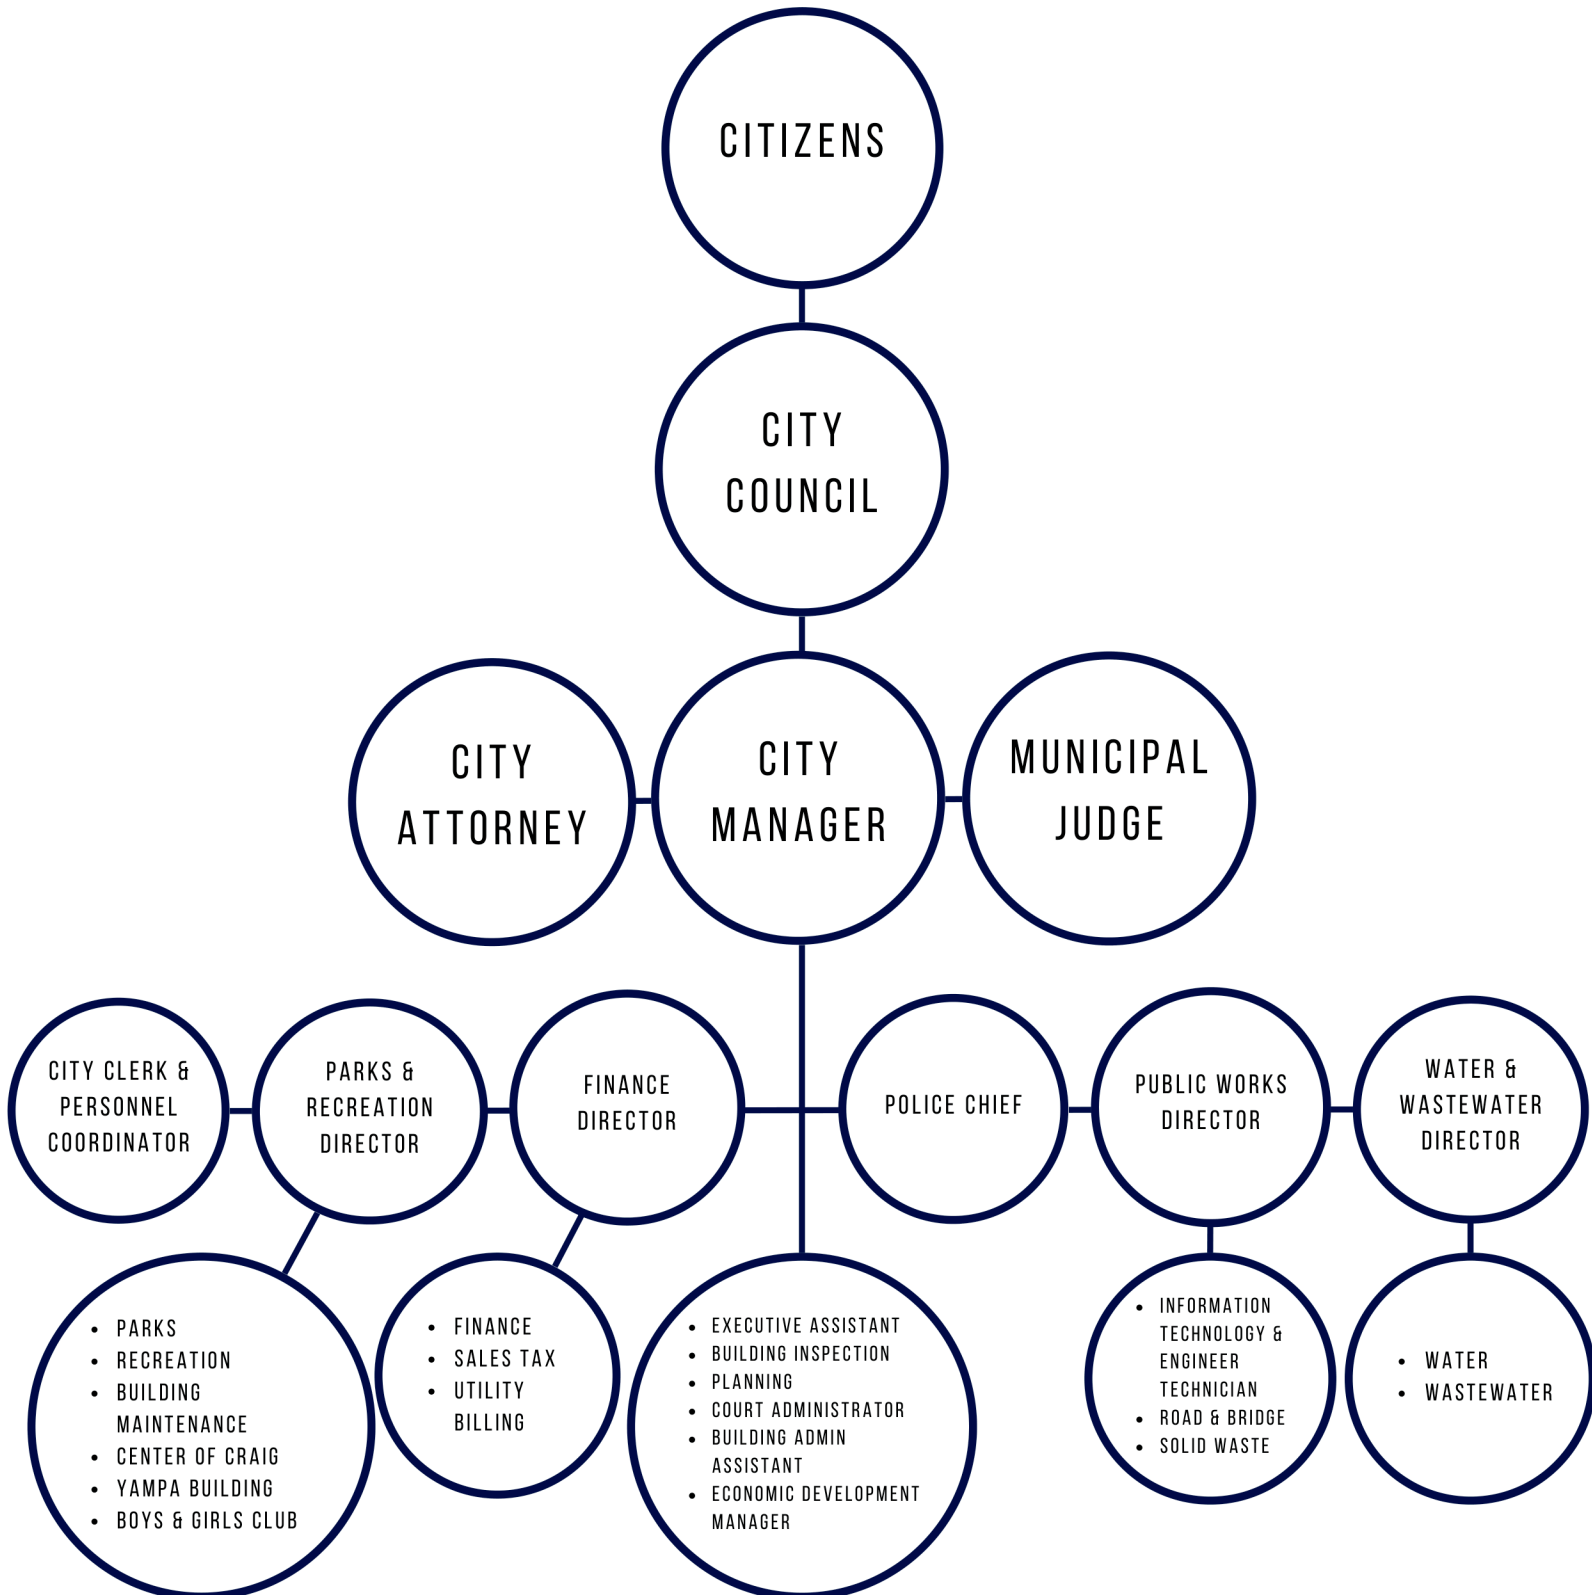 CITIZENS
CITY
COUNCIL
CITY
ATTORNEY
CITY
MANAGER
MUNICIPAL
JUDGE
CITY CLERK &
PERSONNEL
COORDINATOR
PARKS &
RECREATION
DIRECTOR
FINANCE
DIRECTOR
POLICE CHIEF
PUBLIC WORKS
DIRECTOR
WATER &
WASTEWATER
DIRECTOR
• PARKS
• RECREATION
• BUILDING
MAINTENANCE
• CENTER OF CRAIG
• YAMPA BUILDING
• BOYS & GIRLS CLUB
• FINANCE
• SALES TAX
• UTILITY
BILLING
• EXECUTIVE ASSISTANT
• BUILDING INSPECTION
• PLANNING
• COURT ADMINISTRATOR
• BUILDING ADMIN
ASSISTANT
• ECONOMIC DEVELOPMENT
MANAGER
• INFORMATION
TECHNOLOGY &
ENGINEER
TECHNICIAN
• ROAD & BRIDGE
• SOLID WASTE
• WATER
• WASTEWATER